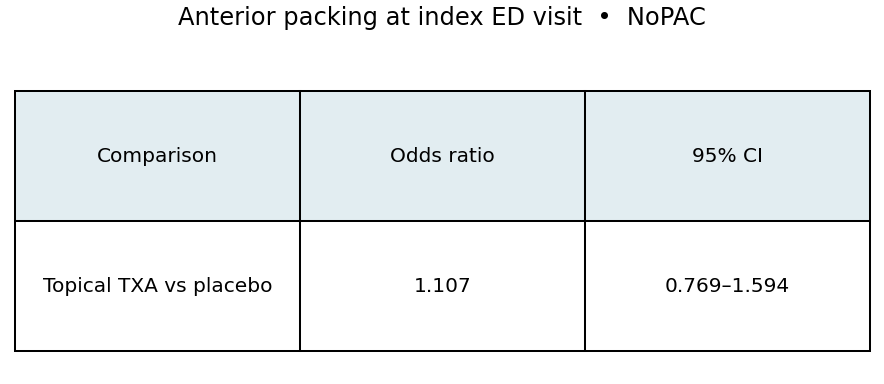 Anterior packing at index ED visit • NoPAC
Comparison Odds ratio 95% CI
Topical TXA vs placebo 1.107 0.769–1.594